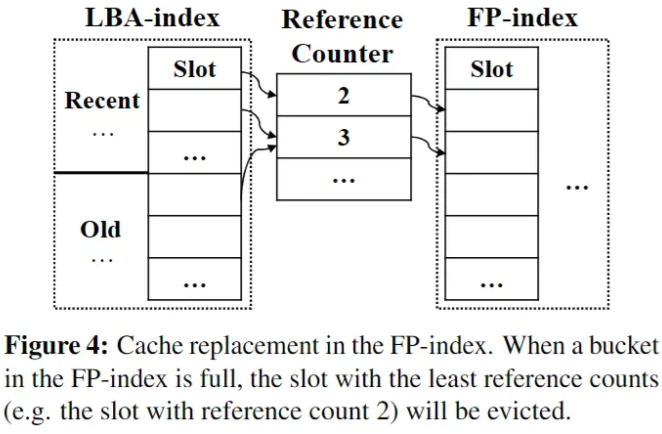 LBA-index
Reference
Counter
FP-index
Slot
Recent
...
...
Old
...
...
2
3
...
Slot
...
...
Figure 4: Cache replacement in the FP-index. When a bucket
in the FP-index is full, the slot with the least reference counts
(e.g. the slot with reference count 2) will be evicted.